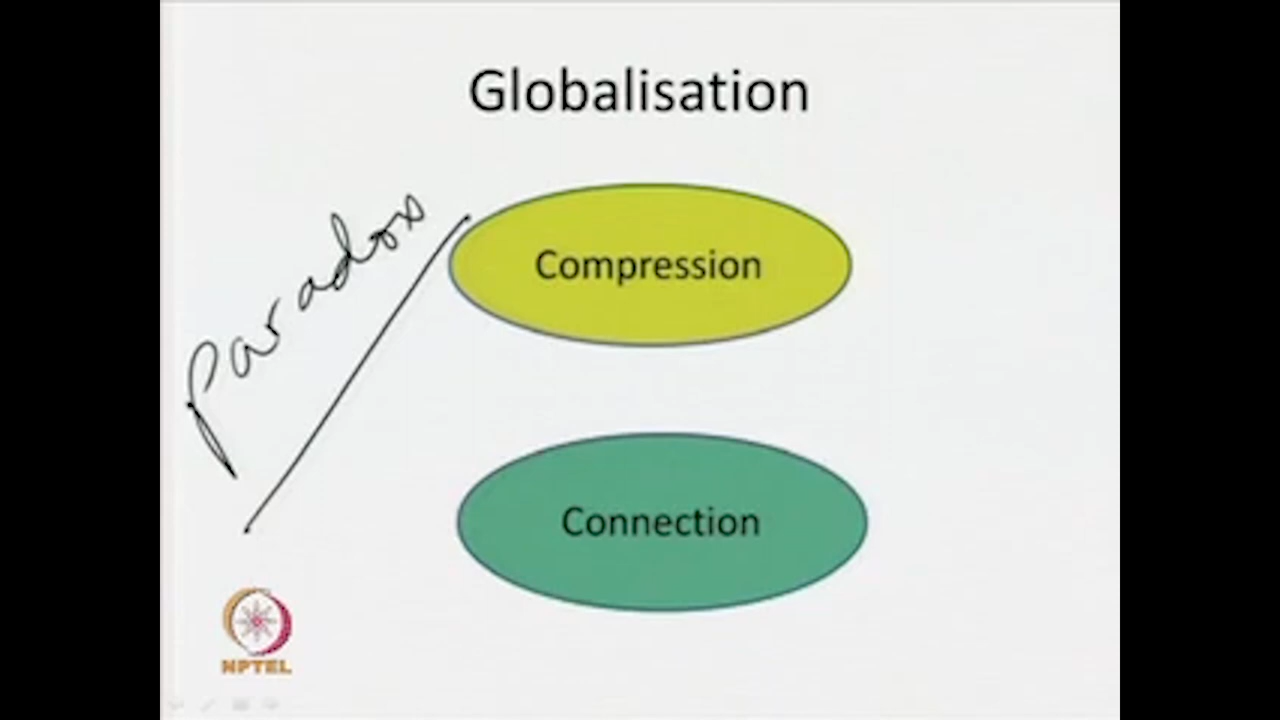 Globalisation
Paradox
Compression
Connection
NPTEL